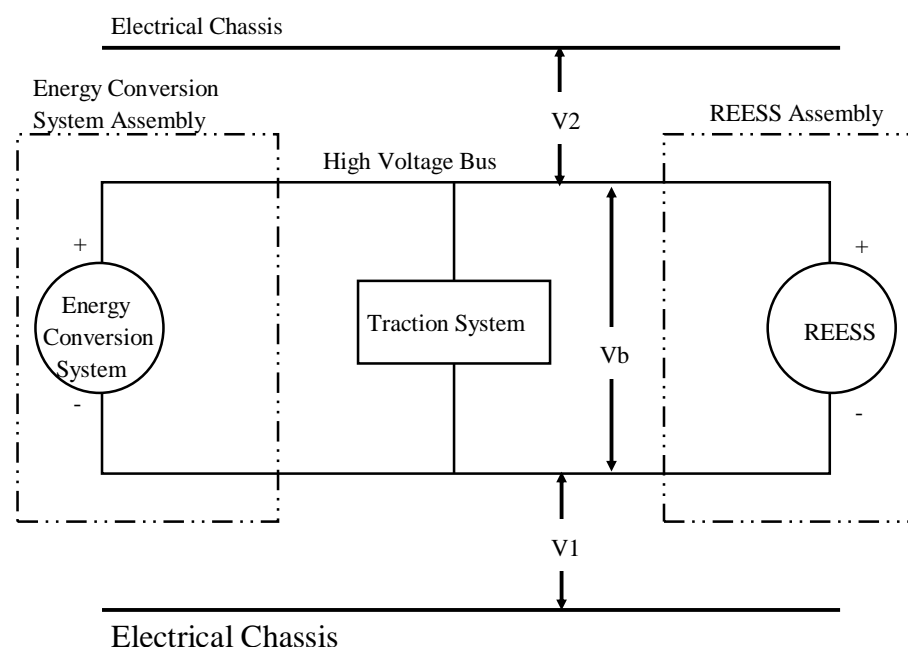 Electrical Chassis
Energy Conversion
System Assembly
V2
REESS Assembly
High Voltage Bus
+
+
Energy
Conversion
System
Traction System
Vb
REESS
-
-
V1
Electrical Chassis